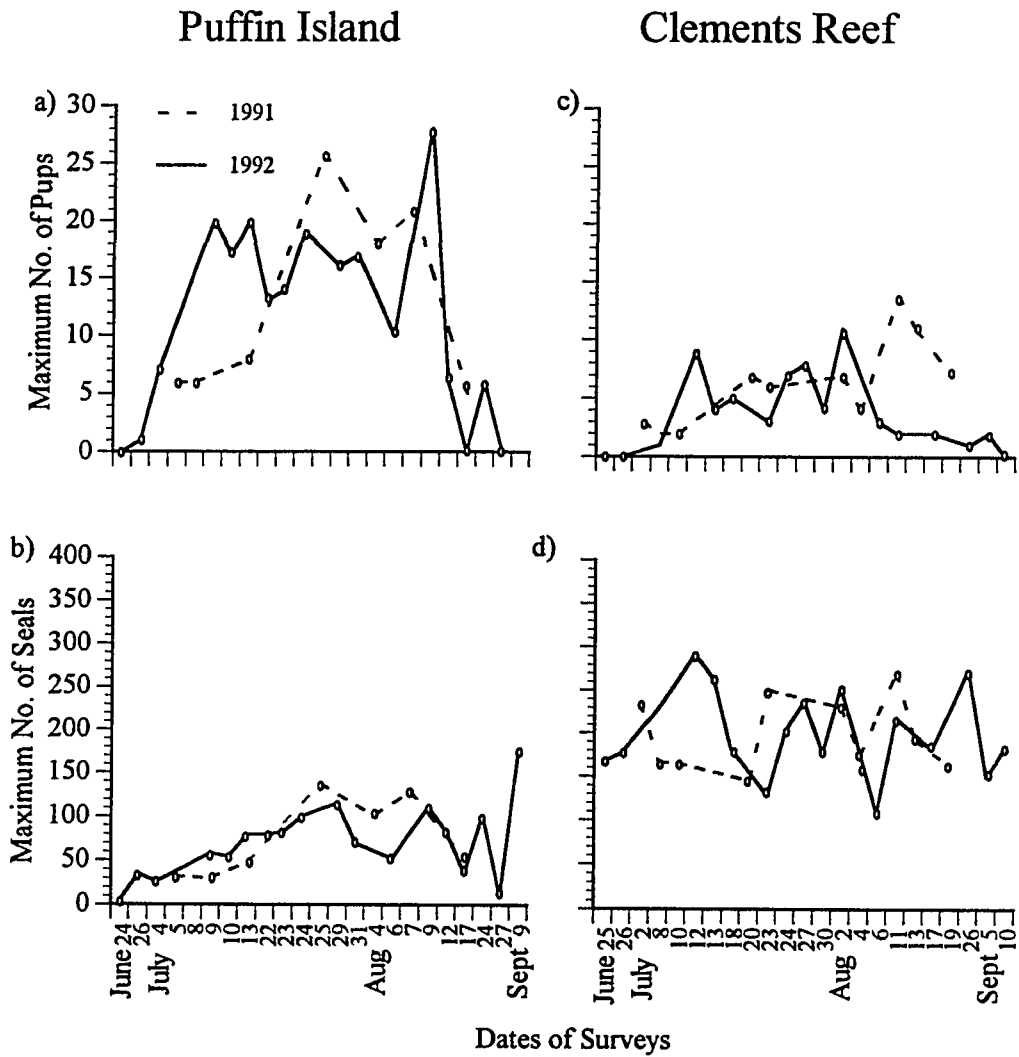 Puffin Island
Clements Reef
a)
30
25
20
15
10
5
0
Maximum No. of Pups
1991
1992
c)
b)
400
350
300
250
200
150
100
50
0
Maximum No. of Seals
d)
June 24 26 July 4 5 8 9 10 13 22 23 24 25 29 31 Aug 4 6 7 9 12 17 24 27 Sept 9
June 25 26 July 2 8 10 12 13 18 20 23 24 27 30 Aug 2 4 6 11 13 17 19 26 Sept 5 10
Dates of Surveys